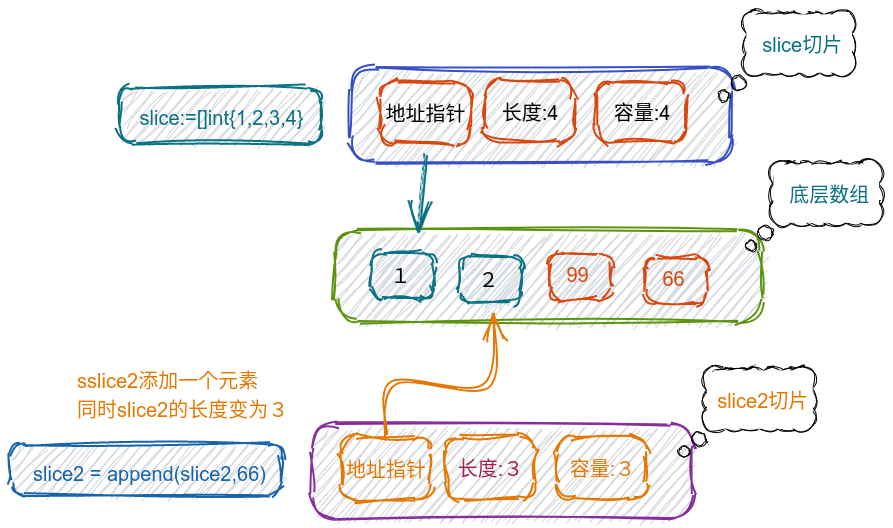 slice切片
slice:=[]int{1,2,3,4}
地址指针
长度:4
容量:4
底层数组
1
2
99
66
sslice2添加一个元素
同时slice2的长度变为３
slice2切片
slice2 = append(slice2,66)
地址指针
长度:３
容量:３